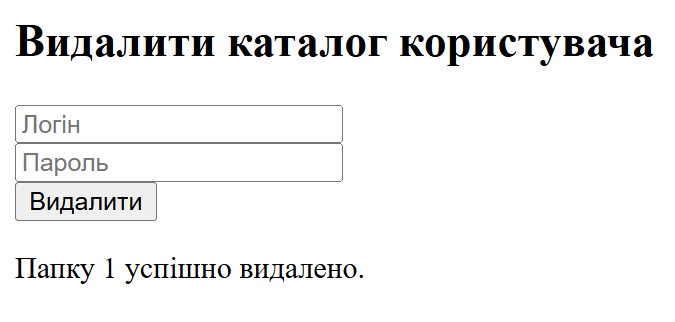 Видалити каталог користувача
Логін
Пароль
Видалити
Папку 1 успішно видалено.